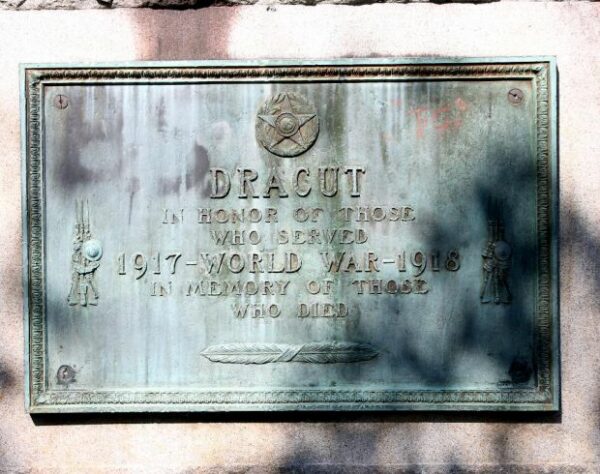 DRACUT
IN HONOR OF THOSE
WHO SERVED
1917-WORLD WAR-1918
IN MEMORY OF THOSE
WHO DIED